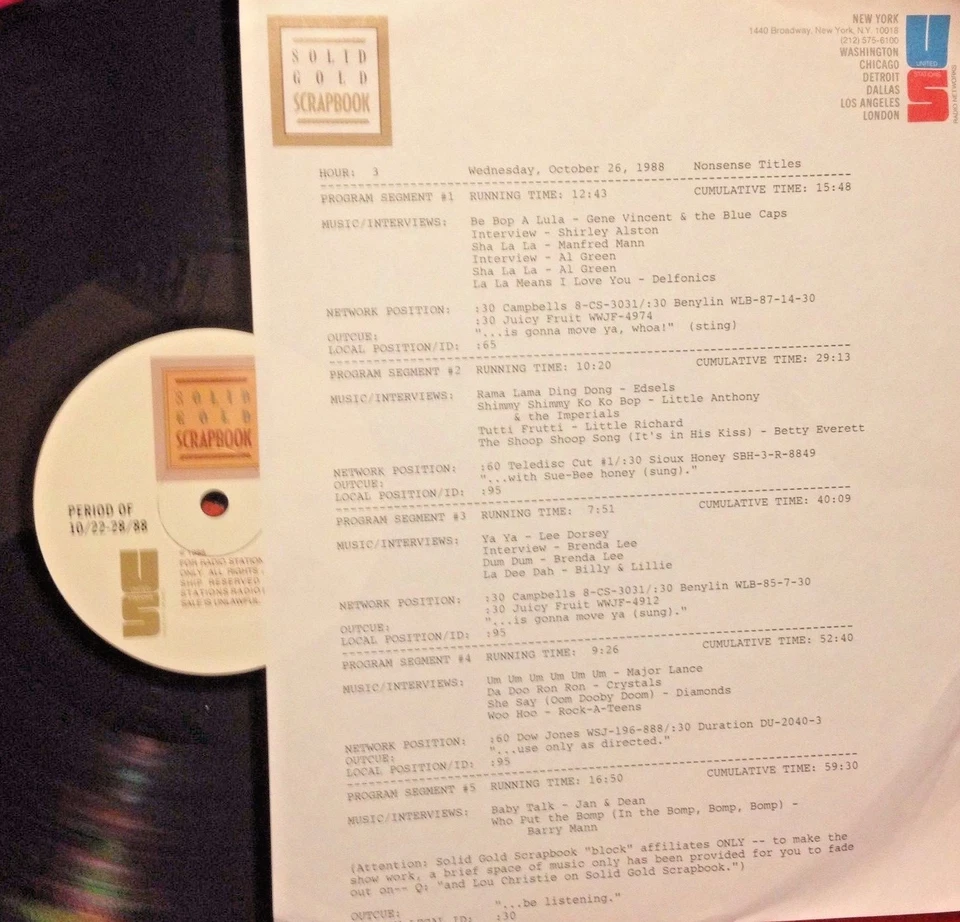 SOLID
GOLD
SCRAPBOOK
NEW YORK
1440 Broadway, New York, N.Y. 10018
(212) 575-6100
WASHINGTON
CHICAGO
DETROIT
DALLAS
LOS ANGELES
LONDON
US
UNITED
STATIONS
RADIO NETWORKS
HOUR: 3 Wednesday, October 26, 1988 Nonsense Titles
PROGRAM SEGMENT #1 RUNNING TIME: 12:43 CUMULATIVE TIME: 15:48
MUSIC/INTERVIEWS: Be Bop A Lula - Gene Vincent & the Blue Caps
Interview - Shirley Alston
Sha La La - Manfred Mann
Interview - Al Green
Sha La La - Al Green
La La Means I Love You - Delfonics
NETWORK POSITION: :30 Campbells 8-CS-3031/:30 Benylin WLB-87-14-30
:30 Juicy Fruit WWJF-4974
OUTCUE: "...is gonna move ya, whoa!" (sting)
LOCAL POSITION/ID: :65
PROGRAM SEGMENT #2 RUNNING TIME: 10:20 CUMULATIVE TIME: 29:13
MUSIC/INTERVIEWS: Rama Lama Ding Dong - Edsels
Shimmy Shimmy Ko Ko Bop - Little Anthony
& the Imperials
Tutti Frutti - Little Richard
The Shoop Shoop Song (It's in His Kiss) - Betty Everett
NETWORK POSITION: :60 Teledisc Cut #1/:30 Sioux Honey SBH-3-R-8849
OUTCUE: "...with Sue-Bee honey (sung)."
LOCAL POSITION/ID: :95
PROGRAM SEGMENT #3 RUNNING TIME: 7:51 CUMULATIVE TIME: 40:09
MUSIC/INTERVIEWS: Ya Ya - Lee Dorsey
Interview - Brenda Lee
Dum Dum - Brenda Lee
La Dee Dah - Billy & Lillie
NETWORK POSITION: :30 Campbells 8-CS-3031/:30 Benylin WLB-85-7-30
:30 Juicy Fruit WWJF-4912
OUTCUE: "...is gonna move ya (sung)."
LOCAL POSITION/ID: :95
PROGRAM SEGMENT #4 RUNNING TIME: 9:26 CUMULATIVE TIME: 52:40
MUSIC/INTERVIEWS: Um Um Um Um Um Um - Major Lance
Da Doo Ron Ron - Crystals
She Say (Oom Dooby Doom) - Diamonds
Woo Hoo - Rock-A-Teens
NETWORK POSITION: :60 Dow Jones WSJ-196-888/:30 Duration DU-2040-3
OUTCUE: "...use only as directed."
LOCAL POSITION/ID: :95
PROGRAM SEGMENT #5 RUNNING TIME: 16:50 CUMULATIVE TIME: 59:30
MUSIC/INTERVIEWS: Baby Talk - Jan & Dean
Who Put the Bomp (In the Bomp, Bomp, Bomp) -
Barry Mann
(Attention: Solid Gold Scrapbook "block" affiliates ONLY -- to make the
show work, a brief space of music only has been provided for you to fade
out on-- Q: "and Lou Christie on Solid Gold Scrapbook.")
OUTCUE: "...be listening."
LOCAL POSITION/ID: :30
SOLID
GOLD
SCRAPBOOK
PERIOD OF
10/22-28/88
US
FOR RADIO STATION
ONLY. ALL RIGHTS
SHIP RESERVED
STATIONS RADIO
SALE IS UNLAWFUL